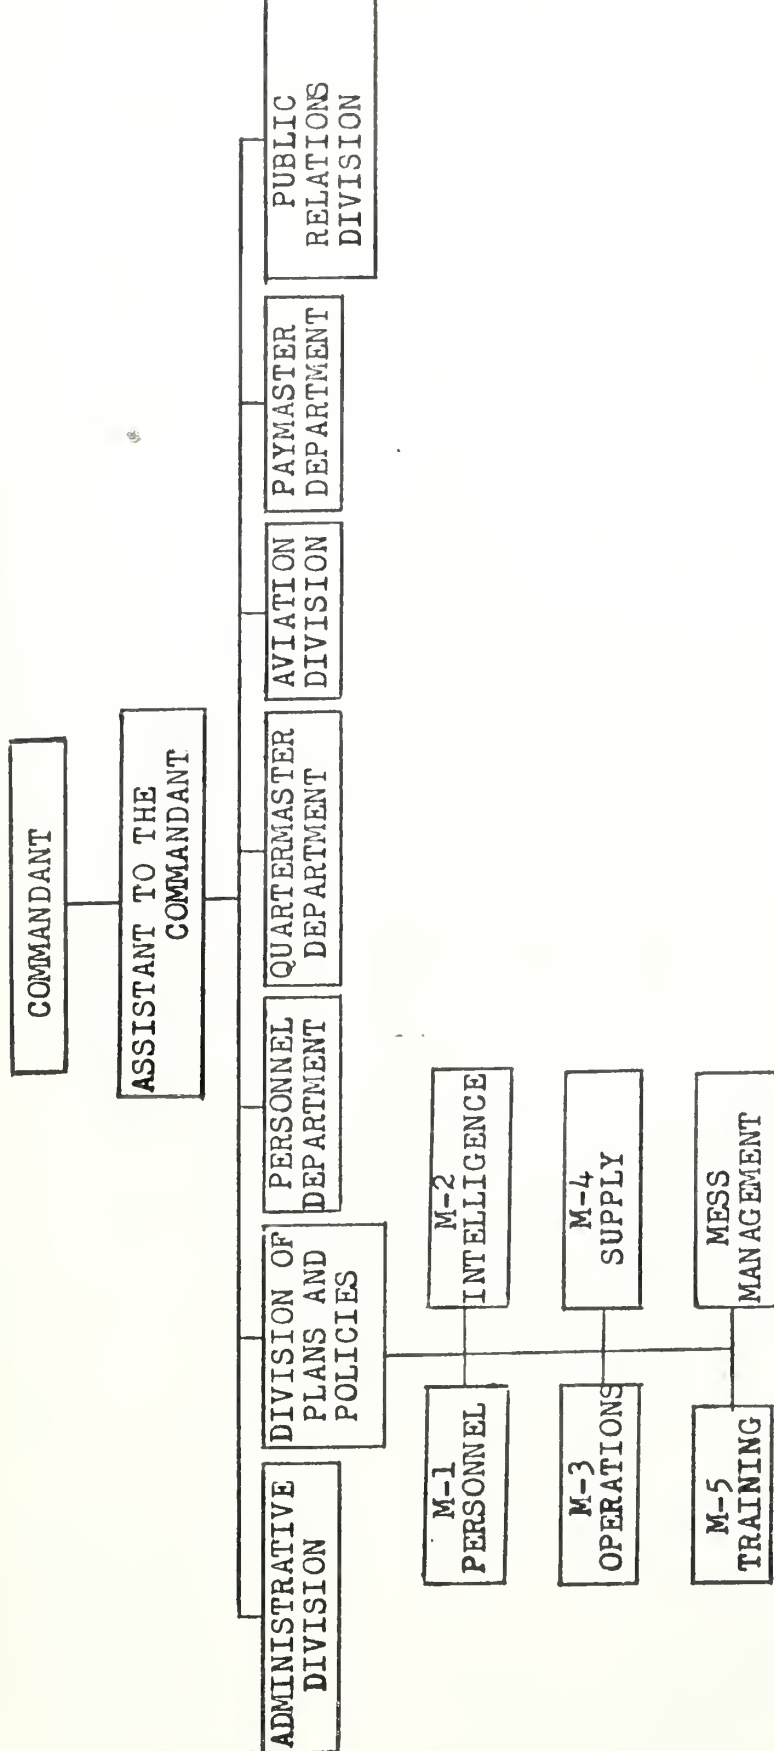 COMMANDANT
ASSISTANT TO THE
COMMANDANT
ADMINISTRATIVE
DIVISION
DIVISION OF
PLANS AND
POLICIES
PERSONNEL
DEPARTMENT
QUARTERMASTER
DEPARTMENT
AVIATION
DIVISION
PAYMASTER
DEPARTMENT
PUBLIC
RELATIONS
DIVISION
M-1
PERSONNEL
M-2
INTELLIGENCE
M-3
OPERATIONS
M-4
SUPPLY
M-5
TRAINING
MESS
MANAGEMENT